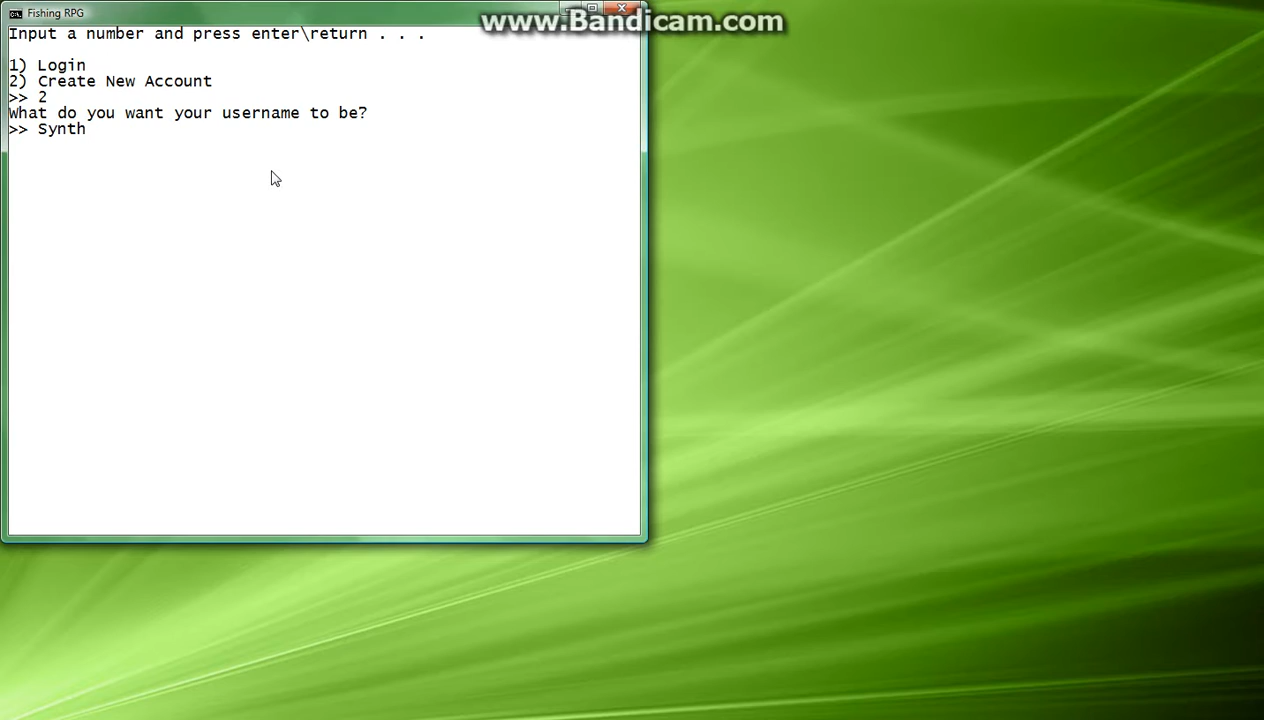 Fishing RPG
www.Bandicam.com
Input a number and press enter\return . . .
1) Login
2) Create New Account
>> 2
What do you want your username to be?
>> Synth